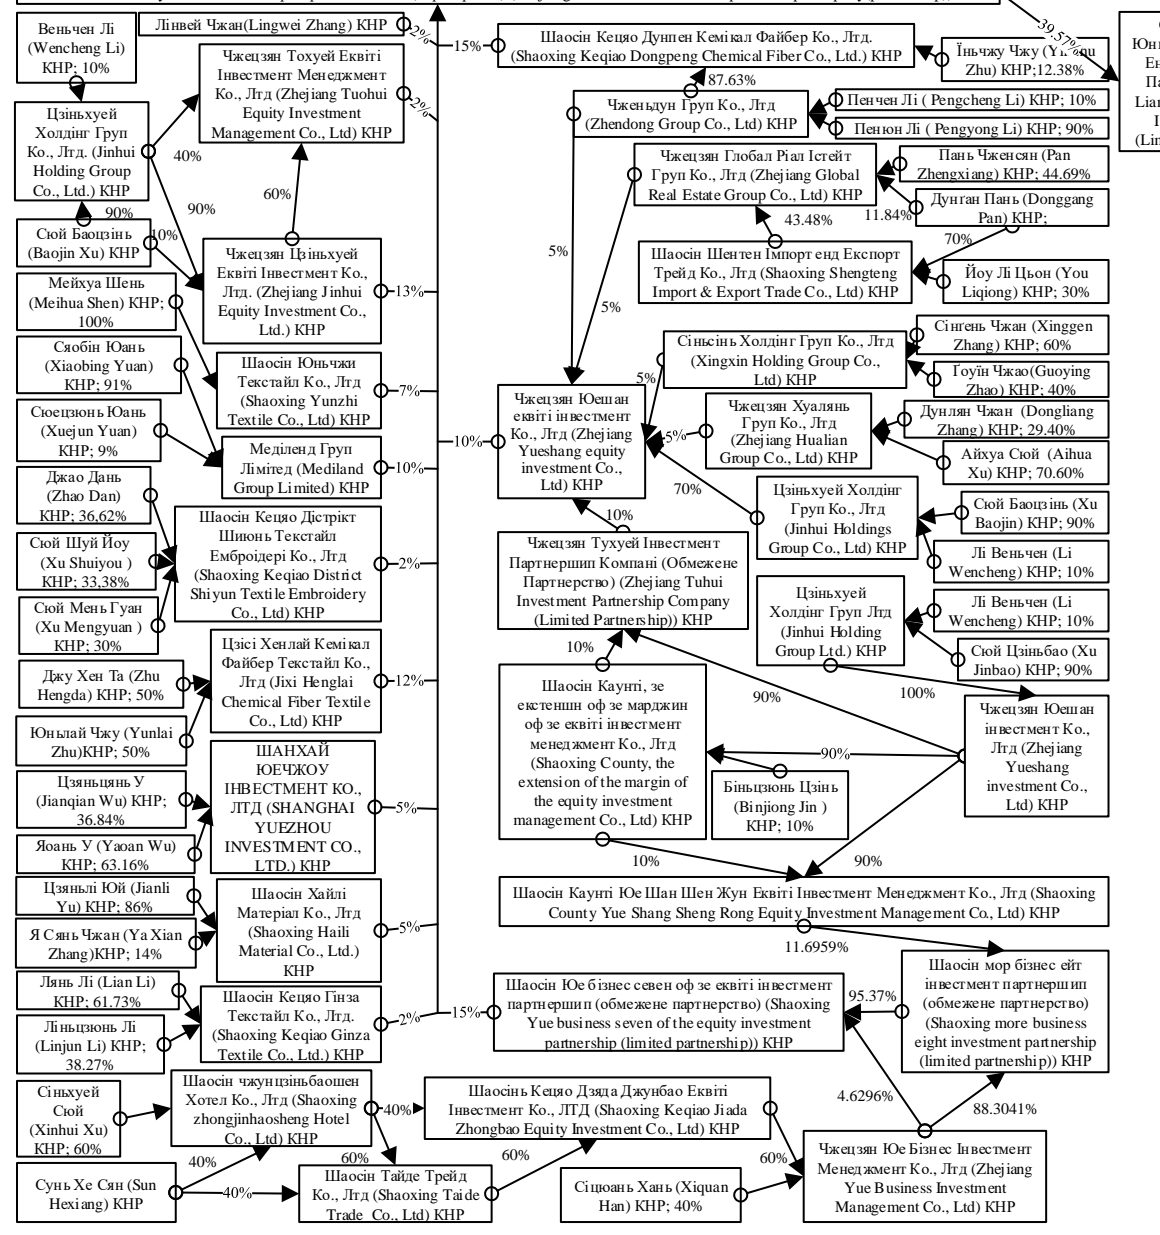 Веньчен Лі
(Wencheng Li)
КНР; 10%
Лінвей Чжан(Lingwei Zhang) КНР
2%
Чжецзян Тохуей Еквіті
Інвестмент Менеджмент
Ко., Лтд (Zhejiang Tuohui
Equity Investment
Management Co., Ltd) КНР
2%
Цзіньхуей
Холдінг Груп
Ко., Лтд. (Jinhui
Holding Group
Co., Ltd.) КНР
40%
90%
60%
90%
10%
Сюй Баоцзінь
(Baojin Xu) КНР
Чжецзян Цзіньхуей
Еквіті Інвестмент Ко.,
Лтд. (Zhejiang Jinhui
Equity Investment Co.,
Ltd.) КНР
13%
Мейхуа Шень
(Meihua Shen) КНР;
100%
Сяобін Юань
(Xiaobing Yuan)
КНР; 91%
Шаосін Юньчжи
Текстайл Ко., Лтд
(Shaoxing Yunzhi
Textile Co., Ltd) КНР
7%
Сюецзюнь Юань
(Xuejun Yuan)
КНР; 9%
Меділенд Груп
Лімітед (Mediland
Group Limited) КНР
10%
Джао Дань
(Zhao Dan)
КНР; 36,62%
Сюй Шуй Йоу
(Xu Shuiyou )
КНР; 33,38%
Сюй Мень Гуан
(Xu Mengyuan )
КНР; 30%
Шаосін Кецяо Дістрікт
Шиюнь Текстайл
Емброідері Ко., Лтд
(Shaoxing Keqiao District
Shiyun Textile Embroidery
Co., Ltd) КНР
2%
Джу Хен Та (Zhu
Hengda) КНР; 50%
Юньлай Чжу (Yunlai
Zhu)КНР; 50%
Цзісі Хенлай Кемікал
Файбер Текстайл Ко.,
Лтд (Jixi Henglai
Chemical Fiber Textile
Co., Ltd) КНР
12%
Цзяньцянь У
(Jianqian Wu) КНР;
36.84%
Яоань У (Yaoan Wu)
КНР; 63.16%
ШАНХАЙ
ЮЕЧЖОУ
ІНВЕСТМЕНТ КО.,
ЛТД (SHANGHAI
YUEZHOU
INVESTMENT CO.,
LTD.) КНР
5%
Цзяньлі Юй (Jianli
Yu) КНР; 86%
Я Сянь Чжан (Ya Xian
Zhang)КНР; 14%
Шаосін Хайлі
Матеріал Ко., Лтд
(Shaoxing Haili
Material Co., Ltd.)
КНР
5%
Лянь Лі (Lian Li)
КНР; 61.73%
Ліньцзюнь Лі
(Linjun Li) КНР;
38.27%
Шаосін Кецяо Гінза
Текстайл Ко., Лтд.
(Shaoxing Keqiao Ginza
Textile Co., Ltd.) КНР
2%
Сіньхуей
Сюй
(Xinhui Xu)
КНР; 60%
Шаосін чжунцзіньбаошен
Хотел Ко., Лтд (Shaoxing
zhongjinhaosheng Hotel
Co., Ltd) КНР
40%
Сунь Хе Сян (Sun
Hexiang) КНР
40%
40%
60%
Шаосін Тайде Трейд
Ко., Лтд (Shaoxing Taide
Trade Co., Ltd) КНР
60%
Шаосінь Кецяо Дзяда Джунбао Еквіті
Інвестмент Ко., ЛТД (Shaoxing Keqiao Jiada
Zhongbao Equity Investment Co., Ltd) КНР
60%
Сіцюань Хань (Xiquan
Han) КНР; 40%
Чжецзян Юе Бізнес Інвестмент
Менеджмент Ко., Лтд (Zhejiang
Yue Business Investment
Management Co., Ltd) КНР
4.6296%
88.3041%
15%
Шаосін Кецяо Дунпен Кемікал Файбер Ко., Лтд.
(Shaoxing Keqiao Dongpeng Chemical Fiber Co., Ltd.) КНР
Zhu) КНР;12.38%
39.57%
87.63%
Чженьдун Груп Ко., Лтд
(Zhendong Group Co., Ltd) КНР
Пенчен Лі ( Pengcheng Li) КНР; 10%
Пенюн Лі ( Pengyong Li) КНР; 90%
Чжецзян Глобал Ріал Істейт
Груп Ко., Лтд (Zhejiang Global
Real Estate Group Co., Ltd) КНР
Пань Чженсян (Pan
Zhengxiang) КНР; 44.69%
11.84%
Дунган Пань (Donggang
Pan) КНР;
43.48%
70%
Шаосін Шентен Імпорт енд Експорт
Трейд Ко., Лтд (Shaoxing Shengteng
Import & Export Trade Co., Ltd) КНР
Йоу Лі Цьон (You
Liqiong) КНР; 30%
5%
5%
Сіньсінь Холдінг Груп Ко., Лтд
(Xingxin Holding Group Co.,
Ltd) КНР
Сінгень Чжан (Xinggen
Zhang) КНР; 60%
Гоуїн Чжао(Guoying
Zhao) КНР; 40%
5%
Чжецзян Юешан
еквіті інвестмент
Ко., Лтд (Zhejiang
Yueshang equity
investment Co.,
Ltd) КНР
10%
Чжецзян Хуалянь
Груп Ко., Лтд
(Zhejiang Hualian
Group Co., Ltd) КНР
5%
Дунлян Чжан (Dongliang
Zhang) КНР; 29.40%
Айхуа Сюй (Aihua
Xu) КНР; 70.60%
70%
Цзіньхуей Холдінг
Груп Ко., Лтд
(Jinhui Holdings
Group Co., Ltd) КНР
Сюй Баоцзінь (Xu
Baojin) КНР; 90%
Лі Веньчен (Li
Wencheng) КНР; 10%
10%
Чжецзян Тухуей Інвестмент
Партнершип Компані (Обмежене
Партнерство) (Zhejiang Tuhui
Investment Partnership Company
(Limited Partnership)) КНР
Цзіньхуей
Холдінг Груп Лтд
(Jinhui Holding
Group Ltd.) КНР
Лі Веньчен (Li
Wencheng) КНР; 10%
Сюй Цзіньбао (Xu
Jinbao) КНР; 90%
10%
90%
100%
Шаосін Каунті, зе
екстеншн оф зе марджин
оф зе еквіті інвестмент
менеджмент Ко., Лтд
(Shaoxing County, the
extension of the margin of
the equity investment
management Co., Ltd) КНР
90%
Чжецзян Юешан
інвестмент Ко.,
Лтд (Zhejiang
Yueshang
investment Co.,
Ltd) КНР
Біньцзюнь Цзінь
(Binjiong Jin )
КНР; 10%
10%
90%
Шаосін Каунті Юе Шан Шен Жун Еквіті Інвестмент Менеджмент Ко., Лтд (Shaoxing
County Yue Shang Sheng Rong Equity Investment Management Co., Ltd) КНР
11.6959%
15%
Шаосін Юе бізнес севен оф зе еквіті інвестмент
партнершип (обмежене партнерство) (Shaoxing
Yue business seven of the equity investment
partnership (limited partnership)) КНР
95.37%
Шаосін мор бізнес ейт
інвестмент партнершип
(обмежене партнерство)
(Shaoxing more business
eight investment partnership
(limited partnership)) КНР